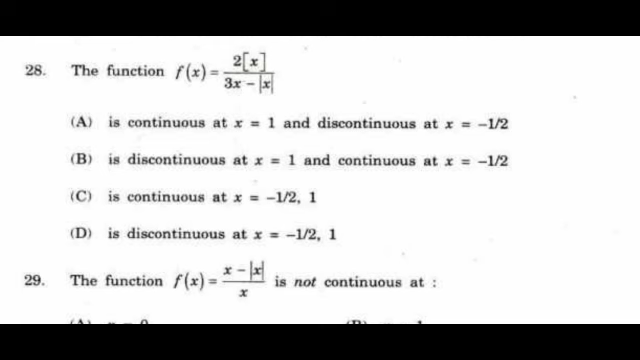 28. The function f(x) = 2[x] / 3x − |x|
(A) is continuous at x = 1 and discontinuous at x = −1/2
(B) is discontinuous at x = 1 and continuous at x = −1/2
(C) is continuous at x = −1/2, 1
(D) is discontinuous at x = −1/2, 1
29. The function f(x) = x − |x| / x is not continuous at :